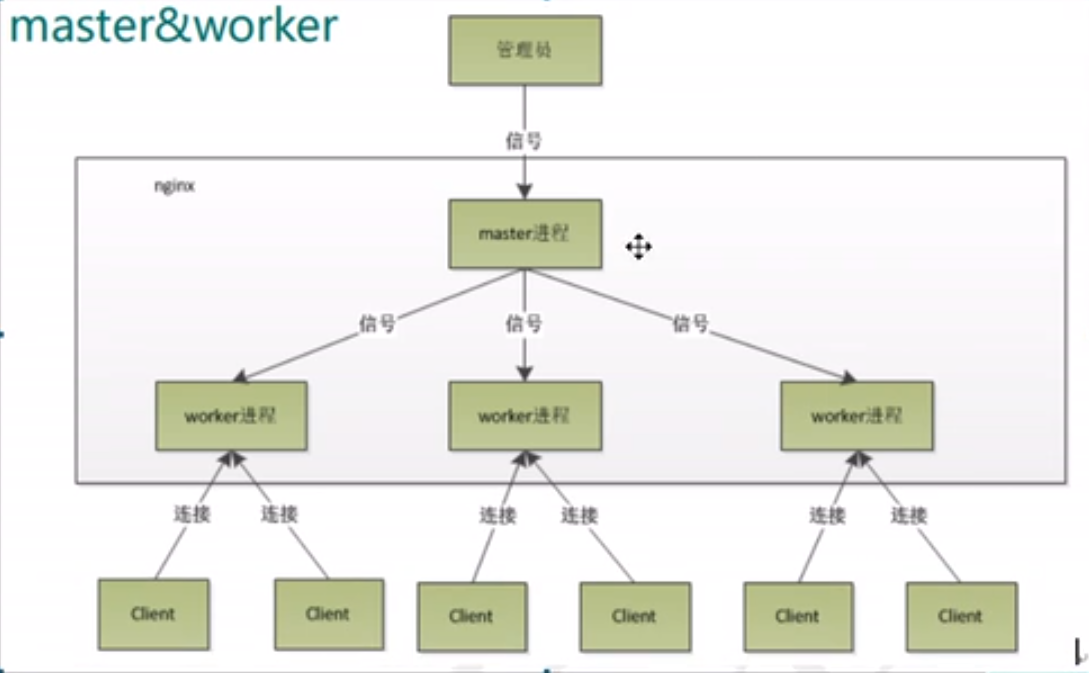 master&worker
管理员
信号
nginx
master进程
信号 信号 信号
worker进程 worker进程 worker进程
连接 连接 连接 连接 连接 连接
Client Client Client Client Client Client